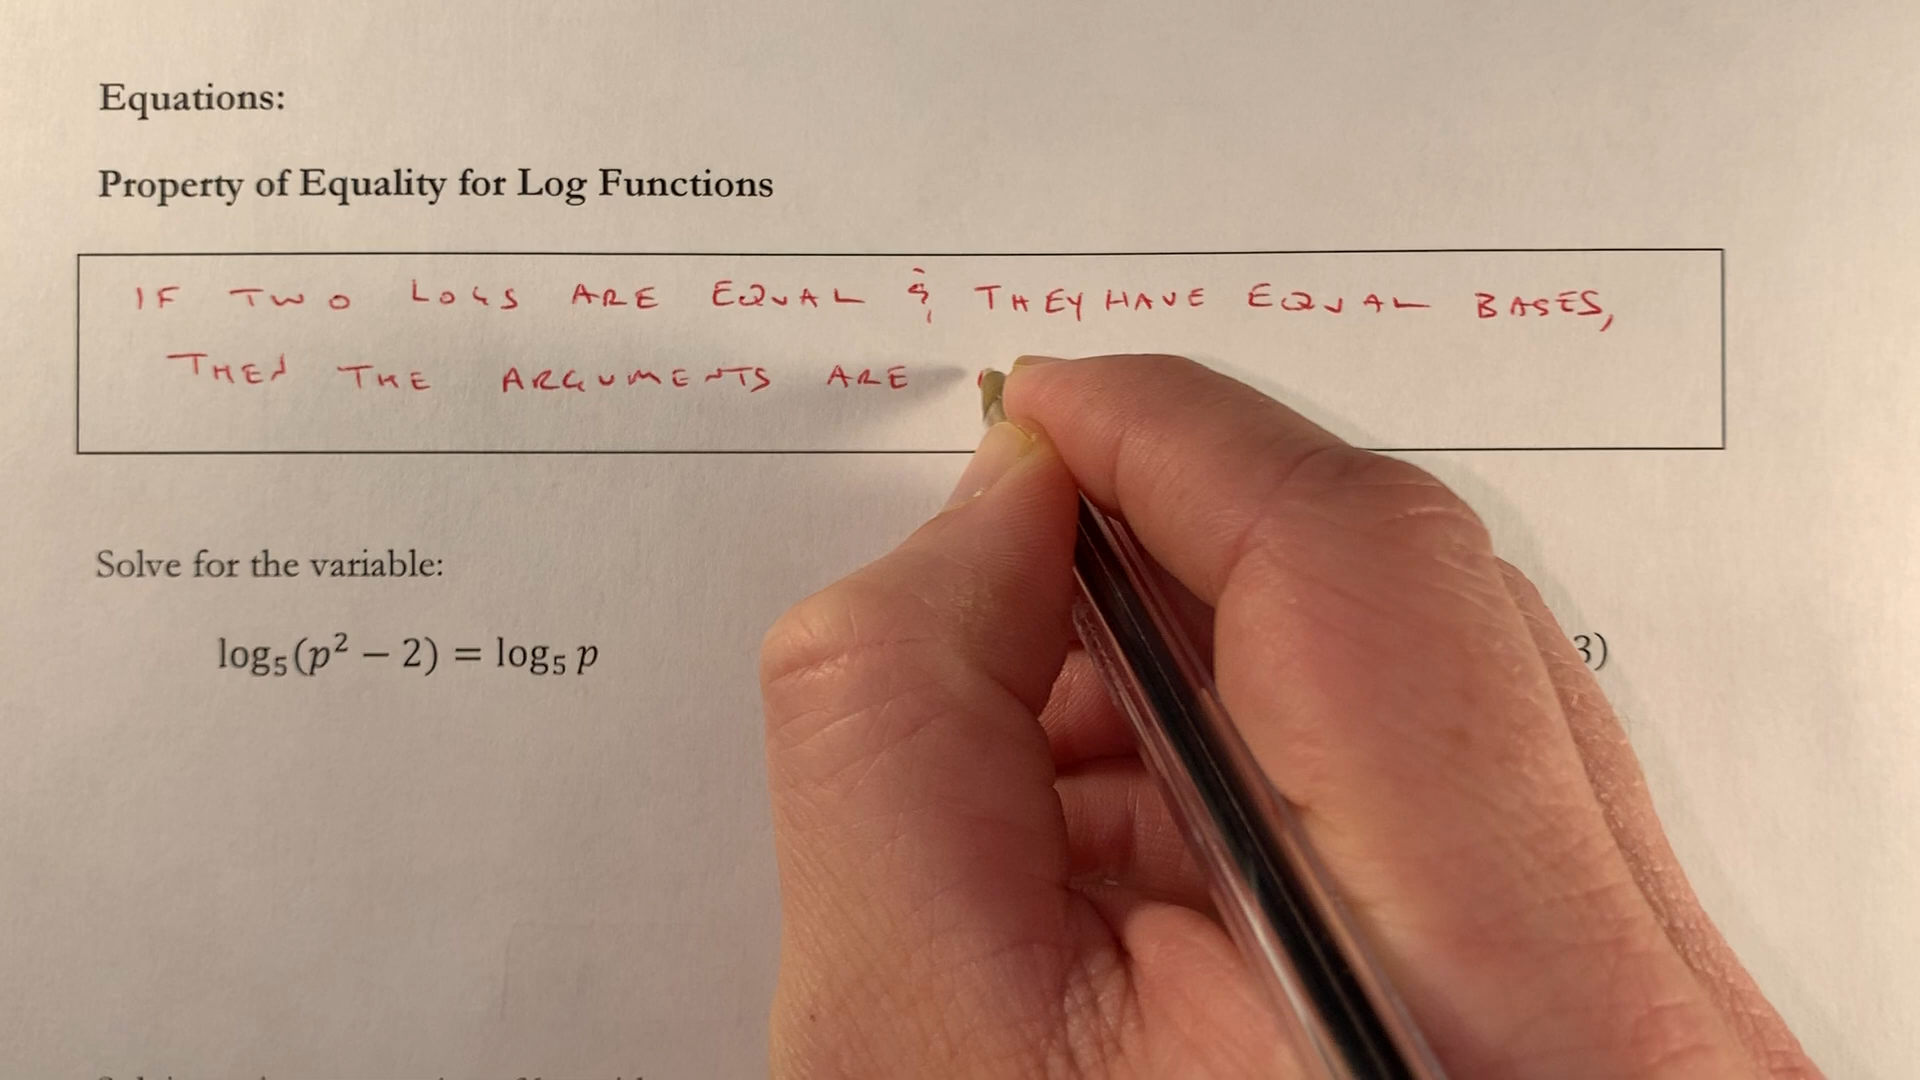 Equations:
Property of Equality for Log Functions
IF TWO LOGS ARE EQUAL & THEY HAVE EQUAL BASES,
THEN THE ARGUMENTS ARE
Solve for the variable:
log₅(p² − 2) = log₅ p
3)